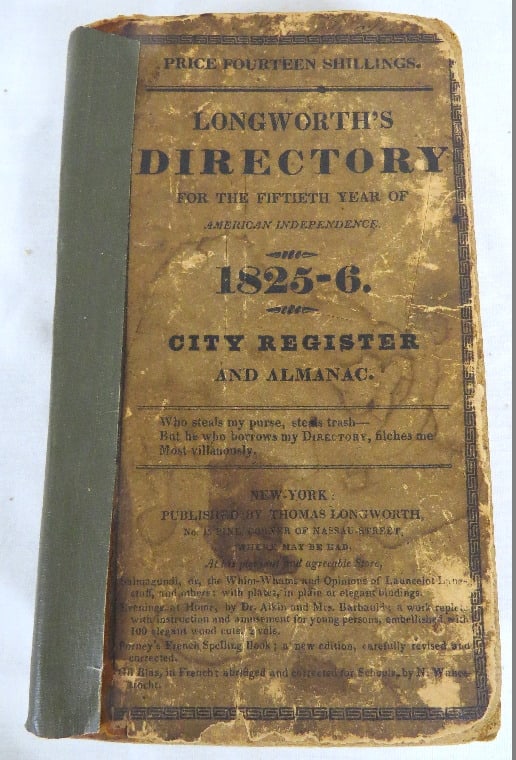 PRICE FOURTEEN SHILLINGS.
LONGWORTH'S
DIRECTORY
FOR THE FIFTIETH YEAR OF
AMERICAN INDEPENDENCE.
1825-6.
CITY REGISTER
AND ALMANAC.
Who steals my purse, steals trash—
But he who borrows my DIRECTORY, filches me
Most villanously.
NEW-YORK:
PUBLISHED BY THOMAS LONGWORTH,
No. PINE, CORNER OF NASSAU-STREET,
WHERE MAY BE HAD,
At his pleasant and agreeable Store,
Salmagundi, or, the Whim-Whams and Opinions of Launcelot Lang-
staff, and others: with plates, in plain or elegant bindings.
Evenings at Home, by Dr. Aikin and Mrs. Barbauld: a work replete
with instruction and amusement for young persons, embellished with
100 elegant wood cuts,
Porney's French Spelling Book; a new edition, carefully revised and
corrected.
Gil Blas, in French: abridged and corrected for Schools, by N. Wanos-
trocht.